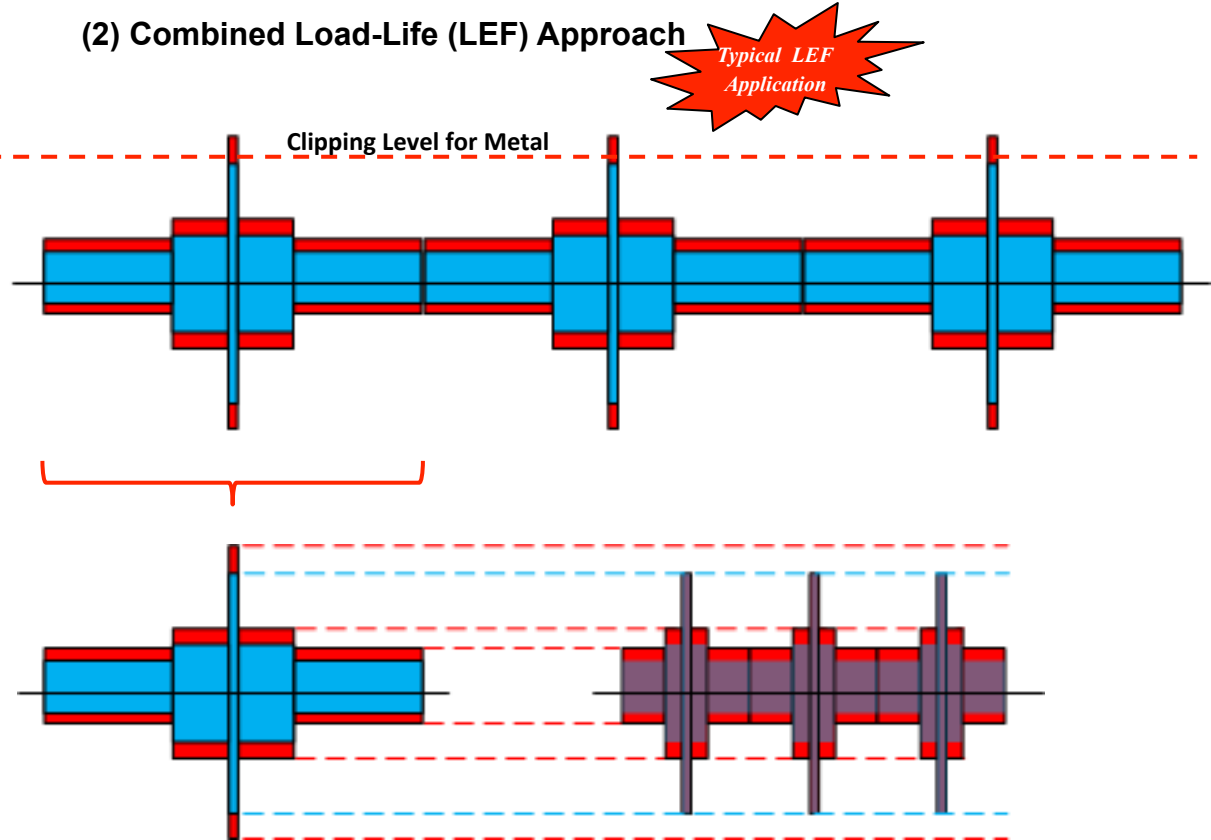 (2) Combined Load-Life (LEF) Approach
Typical LEF
Application
Clipping Level for Metal